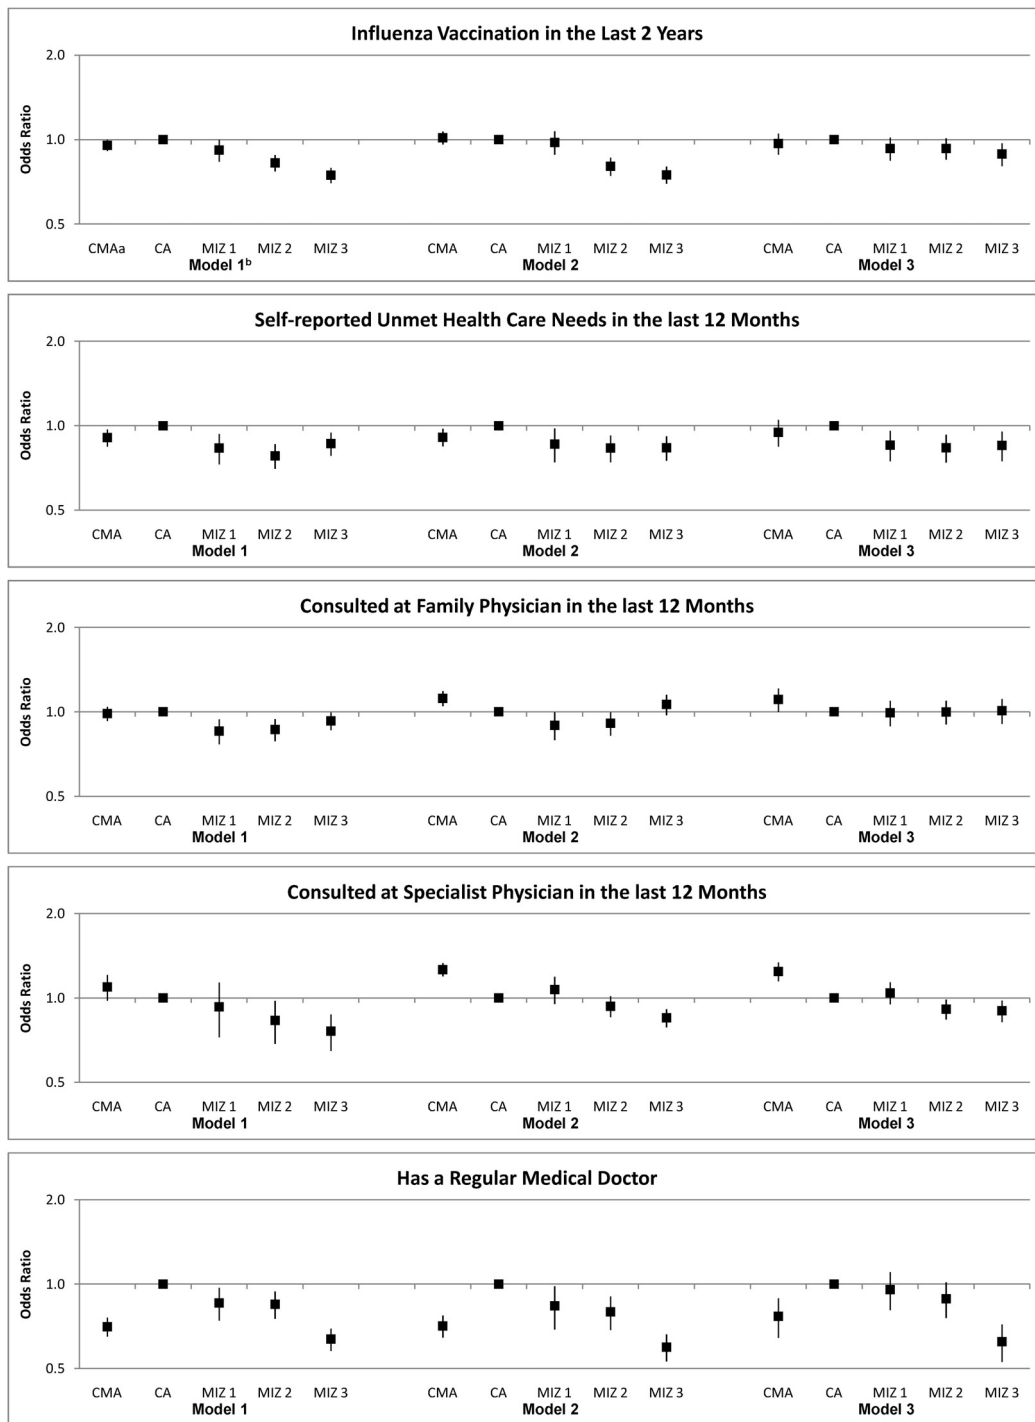 Influenza Vaccination in the Last 2 Years
2.0
1.0
0.5
Odds Ratio
CMAa CA MIZ 1 MIZ 2 MIZ 3 CMA CA MIZ 1 MIZ 2 MIZ 3 CMA CA MIZ 1 MIZ 2 MIZ 3
Model 1ᵇ Model 2 Model 3
Self-reported Unmet Health Care Needs in the last 12 Months
2.0
1.0
0.5
Odds Ratio
CMA CA MIZ 1 MIZ 2 MIZ 3 CMA CA MIZ 1 MIZ 2 MIZ 3 CMA CA MIZ 1 MIZ 2 MIZ 3
Model 1 Model 2 Model 3
Consulted at Family Physician in the last 12 Months
2.0
1.0
0.5
Odds Ratio
CMA CA MIZ 1 MIZ 2 MIZ 3 CMA CA MIZ 1 MIZ 2 MIZ 3 CMA CA MIZ 1 MIZ 2 MIZ 3
Model 1 Model 2 Model 3
Consulted at Specialist Physician in the last 12 Months
2.0
1.0
0.5
Odds Ratio
CMA CA MIZ 1 MIZ 2 MIZ 3 CMA CA MIZ 1 MIZ 2 MIZ 3 CMA CA MIZ 1 MIZ 2 MIZ 3
Model 1 Model 2 Model 3
Has a Regular Medical Doctor
2.0
1.0
0.5
Odds Ratio
CMA CA MIZ 1 MIZ 2 MIZ 3 CMA CA MIZ 1 MIZ 2 MIZ 3 CMA CA MIZ 1 MIZ 2 MIZ 3
Model 1 Model 2 Model 3